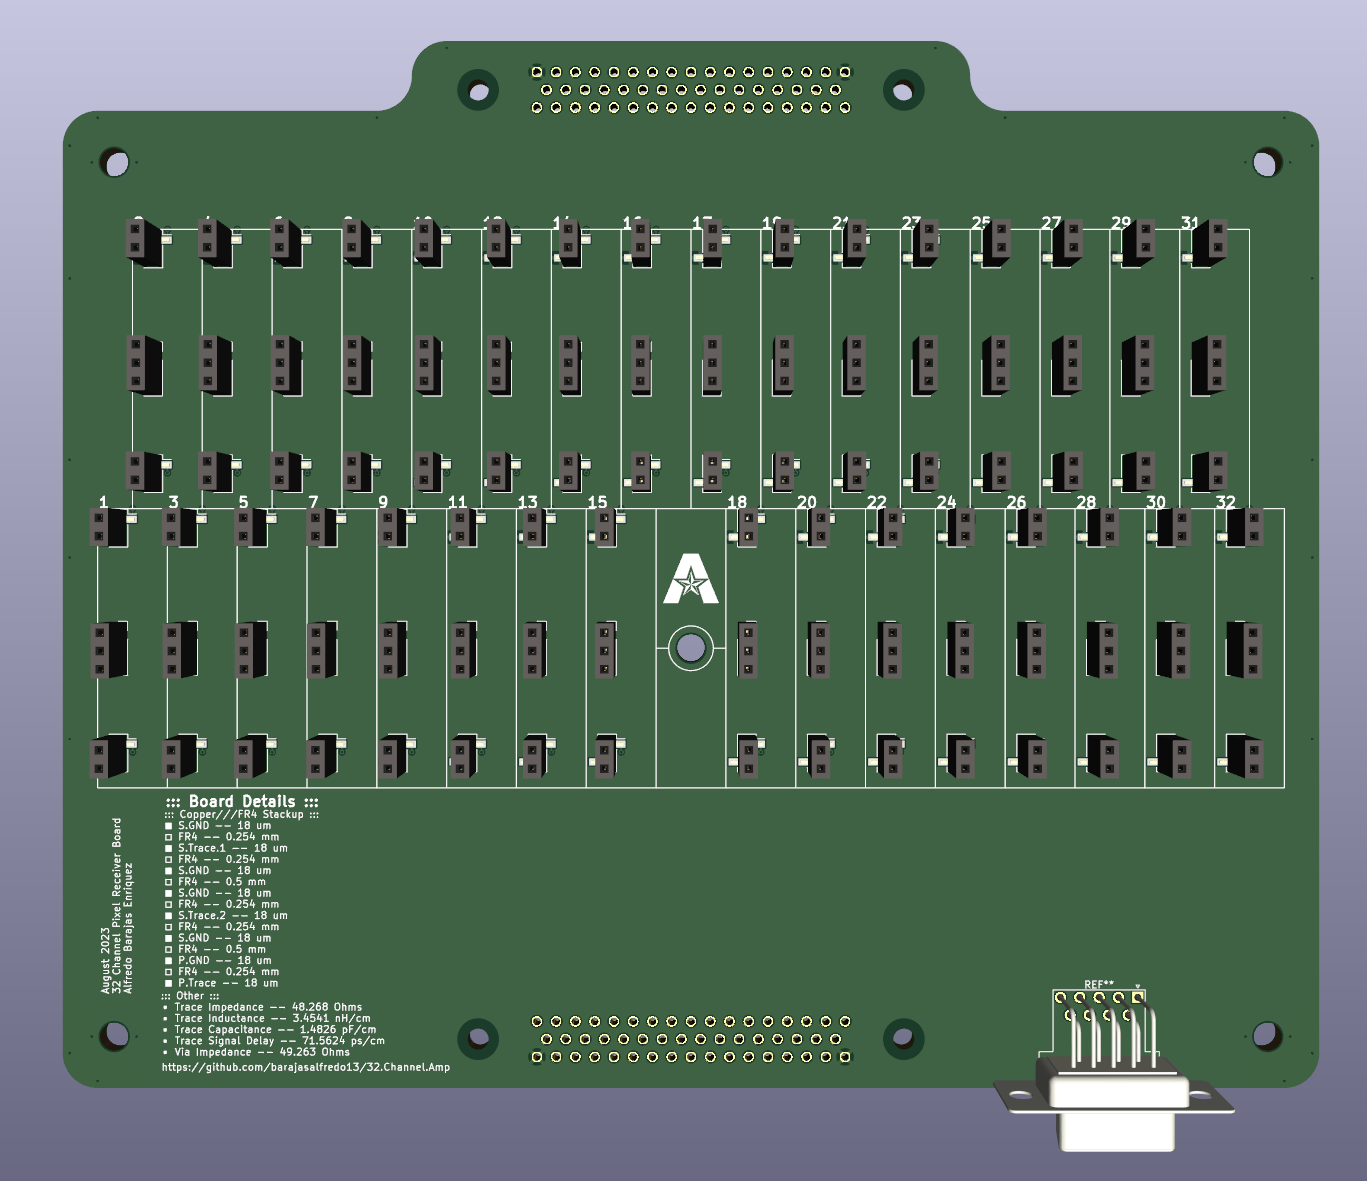 17 25 27 29 31
1 3 5 7 9 11 13 15 18 20 22 24 26 28 30 32
::: Board Details :::
::: Copper///FR4 Stackup :::
■ S.GND -- 18 um
□ FR4 -- 0.254 mm
■ S.Trace.1 -- 18 um
□ FR4 -- 0.254 mm
■ S.GND -- 18 um
□ FR4 -- 0.5 mm
■ S.GND -- 18 um
□ FR4 -- 0.254 mm
■ S.Trace.2 -- 18 um
□ FR4 -- 0.254 mm
■ S.GND -- 18 um
□ FR4 -- 0.5 mm
■ P.GND -- 18 um
□ FR4 -- 0.254 mm
■ P.Trace -- 18 um
::: Other :::
• Trace Impedance -- 48.268 Ohms
• Trace Inductance -- 3.4541 nH/cm
• Trace Capacitance -- 1.4826 pF/cm
• Trace Signal Delay -- 71.5624 ps/cm
• Via Impedance -- 49.263 Ohms
https://github.com/barajasalfredo13/32.Channel.Amp
August 2023
32 Channel Pixel Receiver Board
Alfredo Barajas Enriquez
REF**